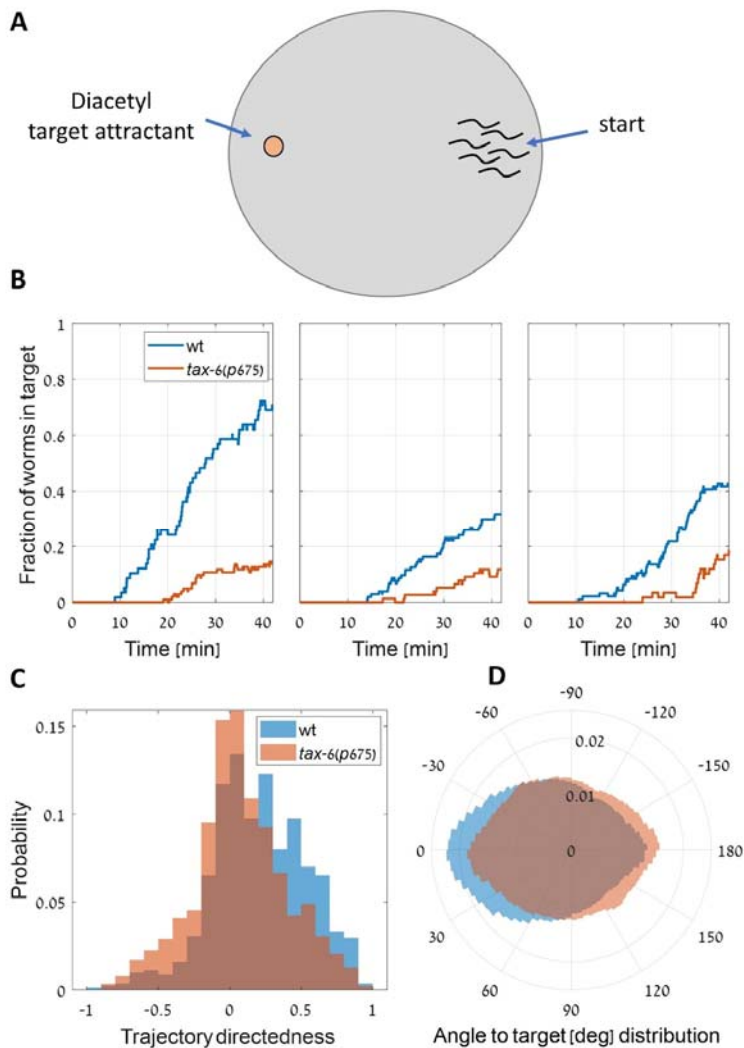 A
Diacetyl
target attractant
start
B
Fraction of worms in target
1
0.8
0.6
0.4
0.2
0
wt
tax-6(p675)
0 10 20 30 40
0 10 20 30 40
0 10 20 30 40
Time [min]
Time [min]
Time [min]
C
Probability
0.15
0.1
0.05
0
wt
tax-6(p675)
-1 -0.5 0 0.5 1
Trajectory directedness
D
-90
-60
-120
-30
-150
0.02
0.01
0
0
180
30
150
60
120
90
Angle to target [deg] distribution